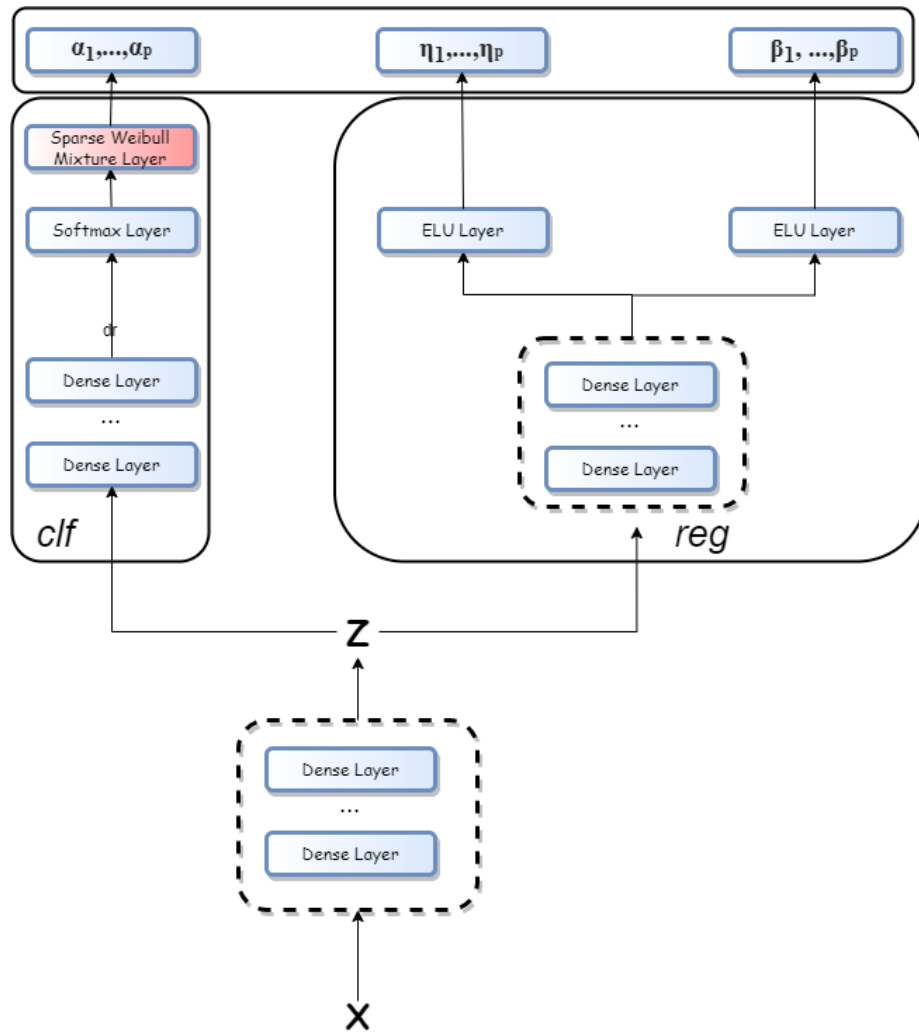 α1,...,αp
η1,...,ηp
β1, ...,βp
Sparse Weibull
Mixture Layer
Softmax Layer
ELU Layer
ELU Layer
dr
Dense Layer
...
Dense Layer
clf
Dense Layer
...
Dense Layer
reg
z
Dense Layer
...
Dense Layer
x